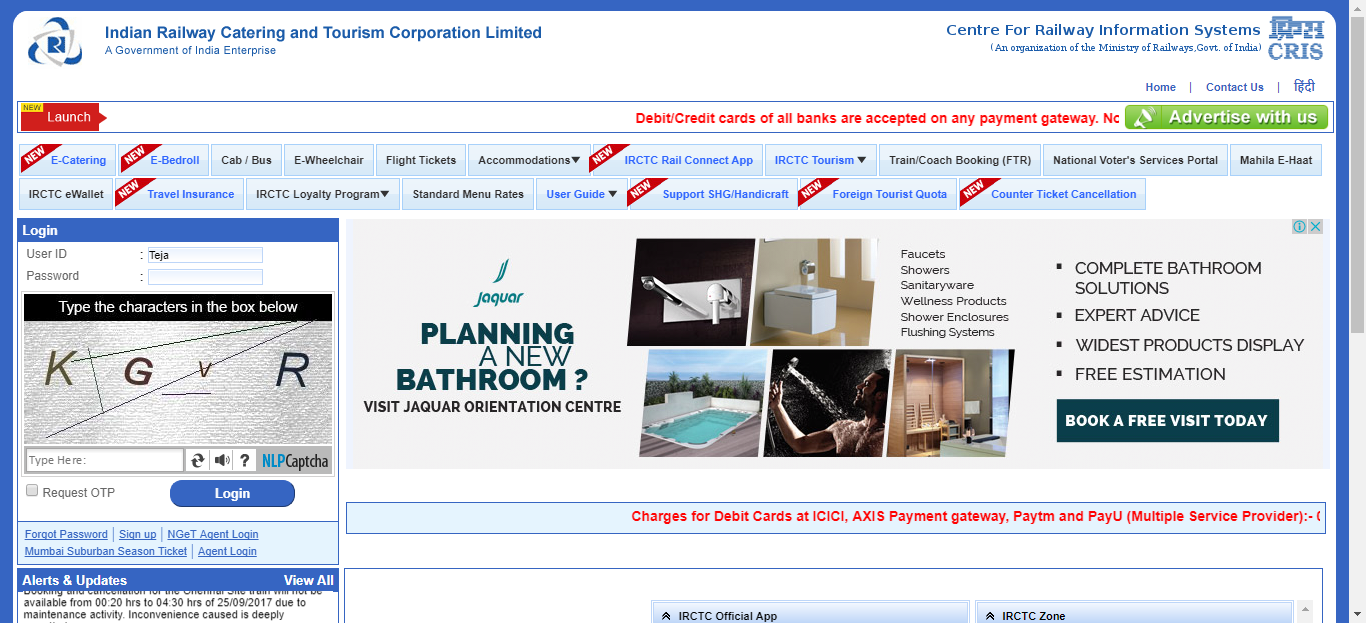 Indian Railway Catering and Tourism Corporation Limited
A Government of India Enterprise
Centre For Railway Information Systems
(An organization of the Ministry of Railways,Govt. of India)
CRIS
Home | Contact Us | हिंदी
NEW
Launch
Debit/Credit cards of all banks are accepted on any payment gateway. No
Advertise with us
NEW E-Catering NEW E-Bedroll Cab / Bus E-Wheelchair Flight Tickets Accommodations▼ NEW IRCTC Rail Connect App IRCTC Tourism ▼ Train/Coach Booking (FTR) National Voter's Services Portal Mahila E-Haat
IRCTC eWallet NEW Travel Insurance IRCTC Loyalty Program▼ Standard Menu Rates User Guide ▼ NEW Support SHG/Handicraft NEW Foreign Tourist Quota NEW Counter Ticket Cancellation
Login
User ID : Teja
Password :
Type the characters in the box below
K G v R
Type Here: ? NLPCaptcha
Request OTP Login
Forgot Password | Sign up | NGeT Agent Login
Mumbai Suburban Season Ticket | Agent Login
Alerts & Updates View All
Booking and cancellation for the Chennai Site train will not be
available from 00:20 hrs to 04:30 hrs of 25/09/2017 due to
maintenance activity. Inconvenience caused is deeply
Jaquar
PLANNING
A NEW
BATHROOM ?
VISIT JAQUAR ORIENTATION CENTRE
Faucets
Showers
Sanitaryware
Wellness Products
Shower Enclosures
Flushing Systems
▪ COMPLETE BATHROOM
SOLUTIONS
▪ EXPERT ADVICE
▪ WIDEST PRODUCTS DISPLAY
▪ FREE ESTIMATION
BOOK A FREE VISIT TODAY
Charges for Debit Cards at ICICI, AXIS Payment gateway, Paytm and PayU (Multiple Service Provider):-
IRCTC Official App
IRCTC Zone